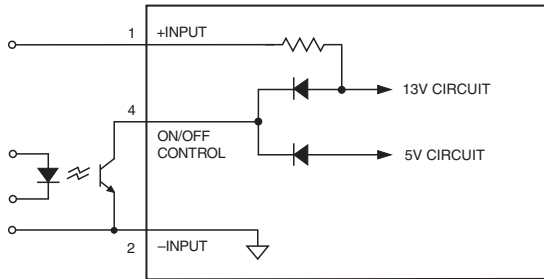 1 +INPUT
13V CIRCUIT
4
ON/OFF
CONTROL
5V CIRCUIT
2 –INPUT